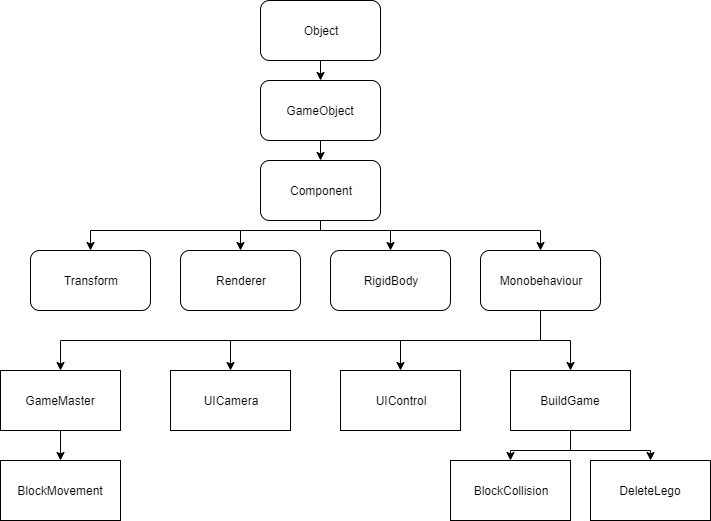 Object
GameObject
Component
Transform
Renderer
RigidBody
Monobehaviour
GameMaster
UICamera
UIControl
BuildGame
BlockMovement
BlockCollision
DeleteLego